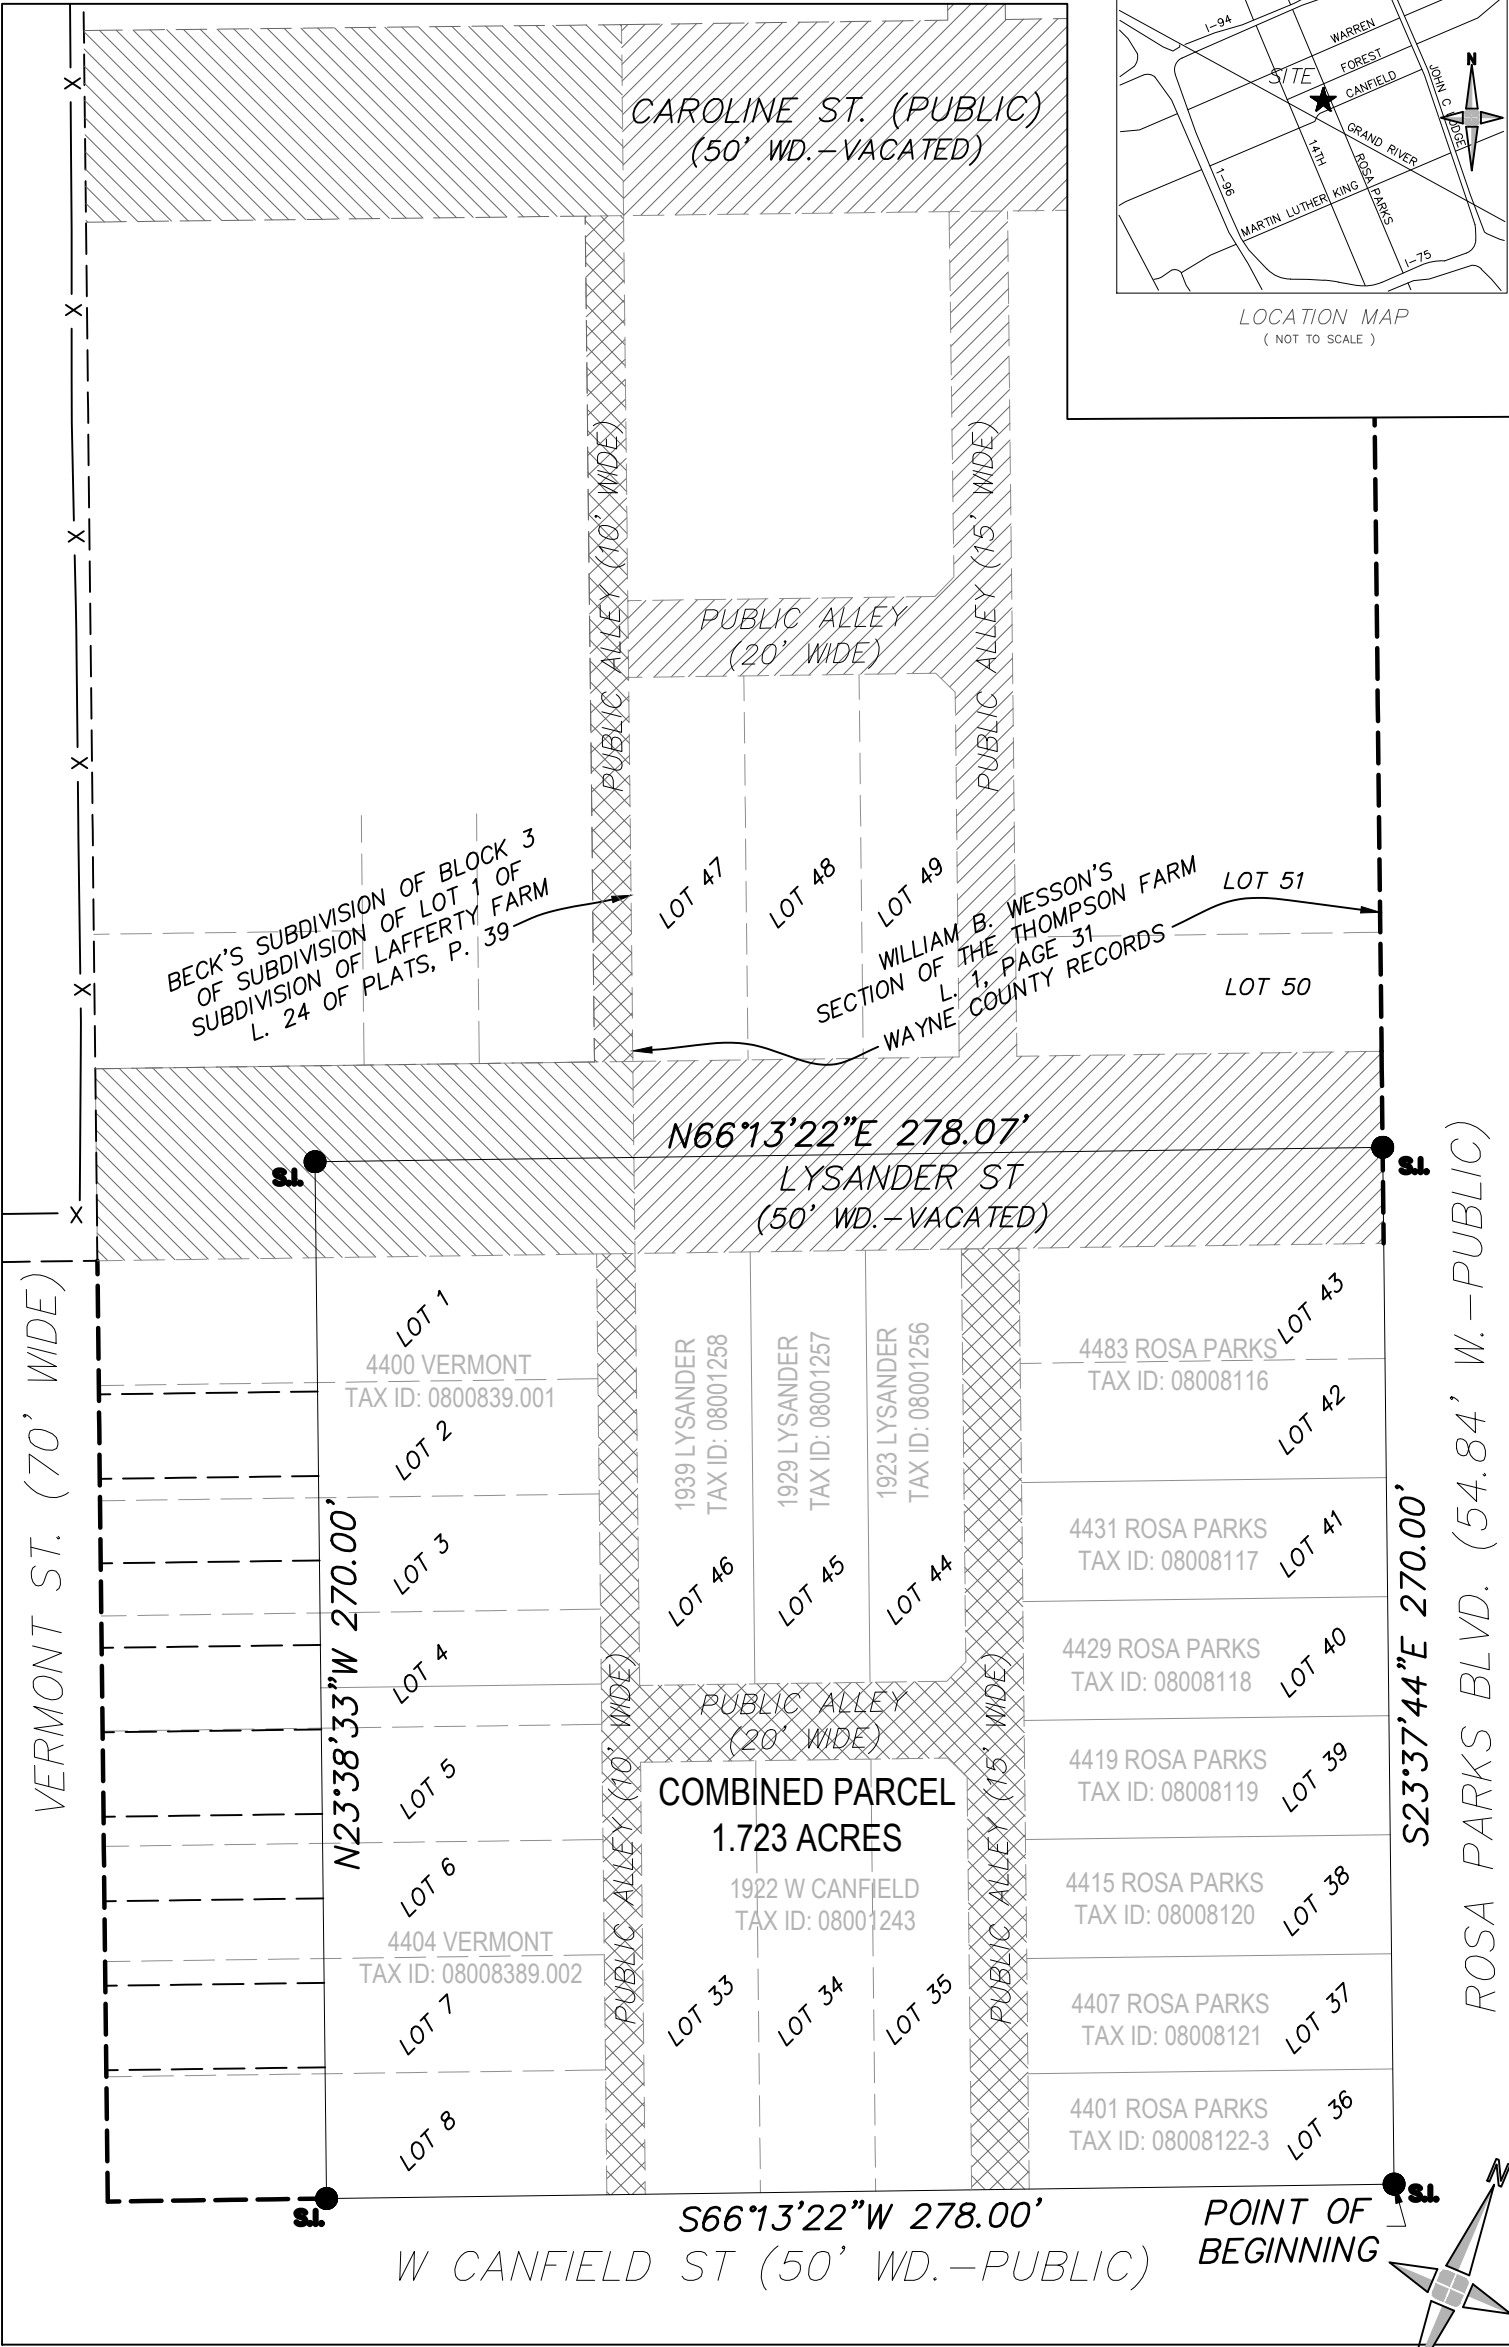 CAROLINE ST. (PUBLIC)
(50' WD.-VACATED)
I-94
WARREN
FOREST
CANFIELD
SITE
N
GRAND RIVER
14TH
ROSA PARKS
I-96
MARTIN LUTHER KING
I-75
LOCATION MAP
( NOT TO SCALE )
PUBLIC ALLEY (10' WIDE)
PUBLIC ALLEY (15' WIDE)
PUBLIC ALLEY
(20' WIDE)
BECK'S SUBDIVISION OF BLOCK 3
OF SUBDIVISION OF LOT 1 OF
SUBDIVISION OF LAFFERTY FARM
L. 24 OF PLATS, P. 39
LOT 47
LOT 48
LOT 49
WILLIAM B. WESSON'S
SECTION OF THE THOMPSON FARM
L. 1, PAGE 31
WAYNE COUNTY RECORDS
LOT 51
LOT 50
X
X
X
X
X
X
N66°13'22"E 278.07'
LYSANDER ST
(50' WD.-VACATED)
S.I.
S.I.
VERMONT ST. (70' WIDE)
LOT 1
4400 VERMONT
TAX ID: 0800839.001
LOT 2
LOT 3
LOT 4
LOT 5
LOT 6
4404 VERMONT
TAX ID: 08008389.002
LOT 7
LOT 8
N23°38'33"W 270.00'
1939 LYSANDER
TAX ID: 08001258
1929 LYSANDER
TAX ID: 08001257
1923 LYSANDER
TAX ID: 08001256
LOT 46
LOT 45
LOT 44
PUBLIC ALLEY
(20' WIDE)
PUBLIC ALLEY (10' WIDE)
PUBLIC ALLEY (15' WIDE)
COMBINED PARCEL
1.723 ACRES
1922 W CANFIELD
TAX ID: 08001243
LOT 33
LOT 34
LOT 35
4483 ROSA PARKS
TAX ID: 08008116
LOT 43
LOT 42
4431 ROSA PARKS
TAX ID: 08008117
LOT 41
4429 ROSA PARKS
TAX ID: 08008118
LOT 40
4419 ROSA PARKS
TAX ID: 08008119
LOT 39
4415 ROSA PARKS
TAX ID: 08008120
LOT 38
4407 ROSA PARKS
TAX ID: 08008121
LOT 37
4401 ROSA PARKS
TAX ID: 08008122-3
LOT 36
S23°37'44"E 270.00'
ROSA PARKS BLVD. (54.84' W.-PUBLIC)
S.I.
S.I.
S66°13'22"W 278.00'
POINT OF
BEGINNING
W CANFIELD ST (50' WD.-PUBLIC)
N